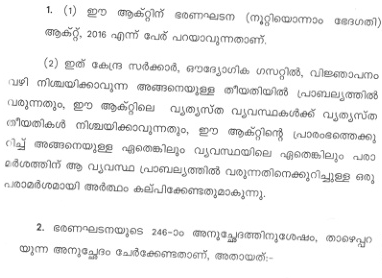 1. (1) ഈ ആക്റ്റിന് ഭരണഘടന (നൂറ്റിയൊന്നാം ഭേദഗതി)
ആക്റ്റ്, 2016 എന്ന് പേര് പറയാവുന്നതാണ്.
(2) ഇത് കേന്ദ്ര സർക്കാർ, ഔദ്യോഗിക ഗസറ്റിൽ, വിജ്ഞാപനം
വഴി നിശ്ചയിക്കാവുന്ന അങ്ങനെയുള്ള തീയതിയിൽ പ്രാബല്യത്തിൽ
വരുന്നതും, ഈ ആക്റ്റിലെ വ്യത്യസ്ത വ്യവസ്ഥകൾക്ക് വ്യത്യസ്ത
തീയതികൾ നിശ്ചയിക്കാവുന്നതും, ഈ ആക്റ്റിന്റെ പ്രാരംഭത്തെക്കു
റിച്ച് അങ്ങനെയുള്ള ഏതെങ്കിലും വ്യവസ്ഥയിലെ ഏതെങ്കിലും പരാ
മർശത്തിന് ആ വ്യവസ്ഥ പ്രാബല്യത്തിൽ വരുന്നതിനെക്കുറിച്ചുള്ള ഒരു
പരാമർശമായി അർത്ഥം കല്പിക്കേണ്ടതുമാകുന്നു.
2. ഭരണഘടനയുടെ 246-ാം അനുച്ഛേദത്തിനുശേഷം, താഴെപ്പറ
യുന്ന അനുച്ഛേദം ചേർക്കേണ്ടതാണ്, അതായത്:-